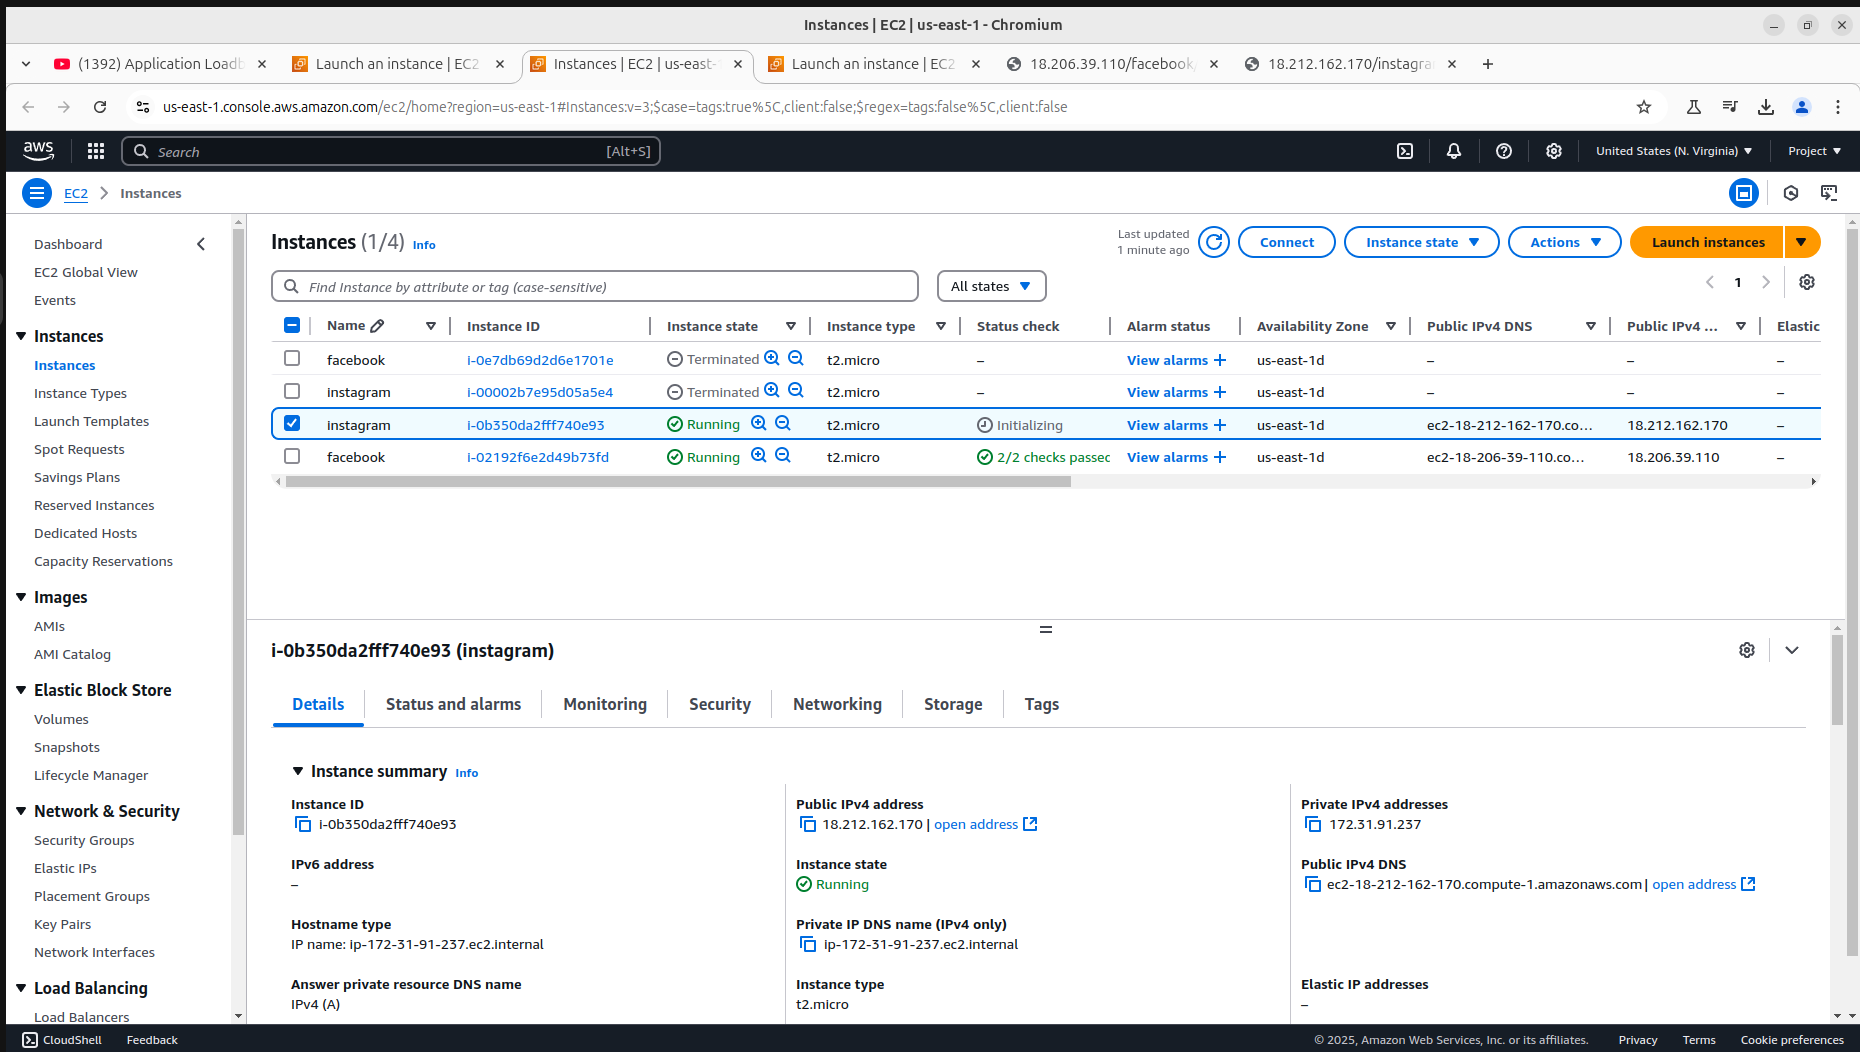 Instances | EC2 | us-east-1 - Chromium
(1392) Application Loadb
Launch an instance | EC2
Instances | EC2 | us-east-
Launch an instance | EC2
18.206.39.110/facebook
18.212.162.170/instagra
us-east-1.console.aws.amazon.com/ec2/home?region=us-east-1#Instances:v=3;$case=tags:true%5C,client:false;$regex=tags:false%5C,client:false
aws
Search
[Alt+S]
United States (N. Virginia)
Project
EC2
Instances
Dashboard
EC2 Global View
Events
Instances
Instances
Instance Types
Launch Templates
Spot Requests
Savings Plans
Reserved Instances
Dedicated Hosts
Capacity Reservations
Images
AMIs
AMI Catalog
Elastic Block Store
Volumes
Snapshots
Lifecycle Manager
Network & Security
Security Groups
Elastic IPs
Placement Groups
Key Pairs
Network Interfaces
Load Balancing
Load Balancers
Instances (1/4) Info
Last updated
1 minute ago
Connect
Instance state
Actions
Launch instances
Find Instance by attribute or tag (case-sensitive)
All states
1
Name Instance ID Instance state Instance type Status check Alarm status Availability Zone Public IPv4 DNS Public IPv4 ... Elastic
facebook i-0e7db69d2d6e1701e Terminated t2.micro – View alarms + us-east-1d – – –
instagram i-00002b7e95d05a5e4 Terminated t2.micro – View alarms + us-east-1d – – –
instagram i-0b350da2fff740e93 Running t2.micro Initializing View alarms + us-east-1d ec2-18-212-162-170.co... 18.212.162.170 –
facebook i-02192f6e2d49b73fd Running t2.micro 2/2 checks passec View alarms + us-east-1d ec2-18-206-39-110.co... 18.206.39.110 –
i-0b350da2fff740e93 (instagram)
Details
Status and alarms
Monitoring
Security
Networking
Storage
Tags
Instance summary Info
Instance ID
i-0b350da2fff740e93
Public IPv4 address
18.212.162.170 | open address
Private IPv4 addresses
172.31.91.237
IPv6 address
–
Instance state
Running
Public IPv4 DNS
ec2-18-212-162-170.compute-1.amazonaws.com | open address
Hostname type
IP name: ip-172-31-91-237.ec2.internal
Private IP DNS name (IPv4 only)
ip-172-31-91-237.ec2.internal
Answer private resource DNS name
IPv4 (A)
Instance type
t2.micro
Elastic IP addresses
–
CloudShell
Feedback
© 2025, Amazon Web Services, Inc. or its affiliates.
Privacy
Terms
Cookie preferences